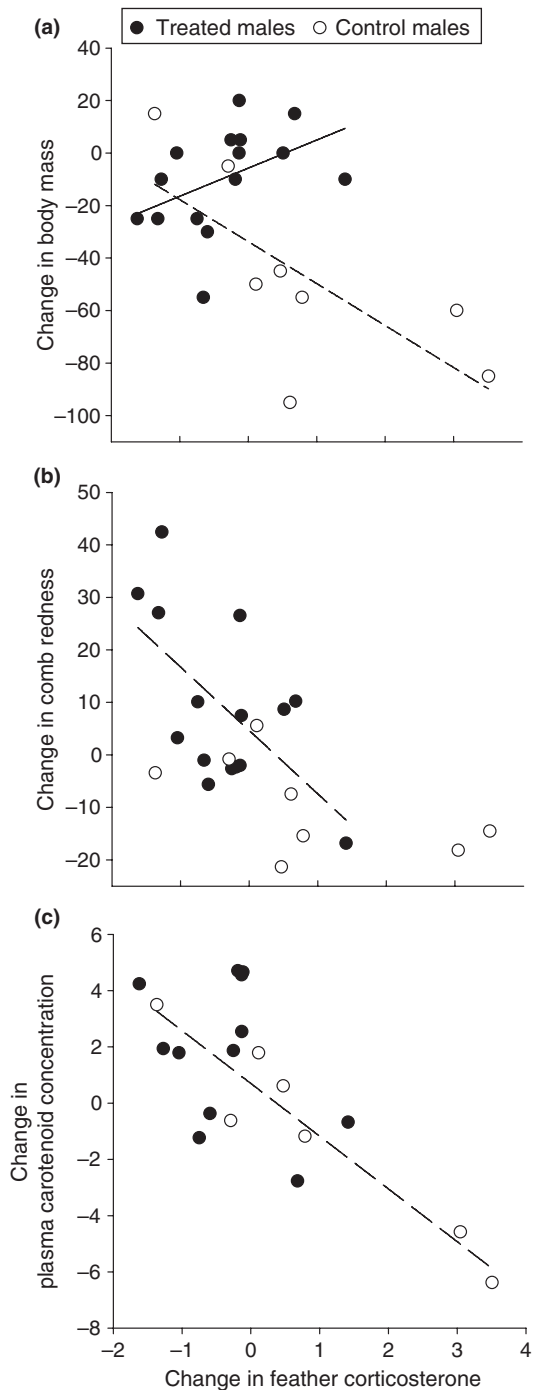 (a)
Treated males Control males
40
20
0
–20
–40
–60
–80
–100
Change in body mass
(b)
50
40
30
20
10
0
–10
–20
Change in comb redness
(c)
6
4
2
0
–2
–4
–6
–8
Change in
plasma carotenoid concentration
–2 –1 0 1 2 3 4
Change in feather corticosterone